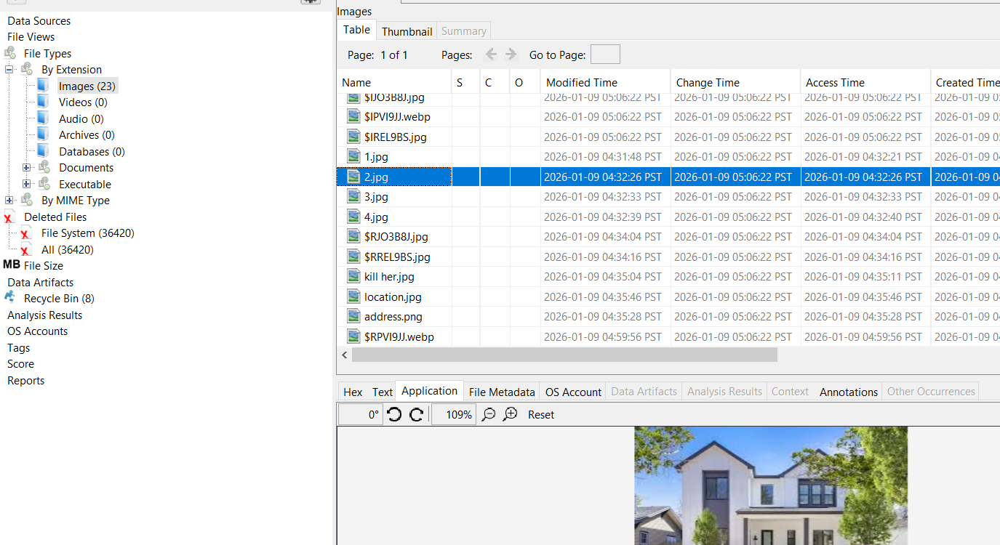 Data Sources
File Views
File Types
By Extension
Images (23)
Videos (0)
Audio (0)
Archives (0)
Databases (0)
Documents
Executable
By MIME Type
Deleted Files
File System (36420)
All (36420)
MB File Size
Data Artifacts
Recycle Bin (8)
Analysis Results
OS Accounts
Tags
Score
Reports
Images
Table Thumbnail Summary
Page: 1 of 1 Pages: Go to Page:
Name S C O Modified Time Change Time Access Time Created Time
$IJO3B8J.jpg 2026-01-09 05:06:22 PST 2026-01-09 05:06:22 PST 2026-01-09 05:06:22 PST 2026-01-09 05
$IPVI9JJ.webp 2026-01-09 05:06:22 PST 2026-01-09 05:06:22 PST 2026-01-09 05:06:22 PST 2026-01-09 05
$IREL9BS.jpg 2026-01-09 05:06:22 PST 2026-01-09 05:06:22 PST 2026-01-09 05:06:22 PST 2026-01-09 05
1.jpg 2026-01-09 04:31:48 PST 2026-01-09 05:06:22 PST 2026-01-09 04:32:21 PST 2026-01-09 04
2.jpg 2026-01-09 04:32:26 PST 2026-01-09 05:06:22 PST 2026-01-09 04:32:26 PST 2026-01-09 04
3.jpg 2026-01-09 04:32:33 PST 2026-01-09 05:06:22 PST 2026-01-09 04:32:33 PST 2026-01-09 04
4.jpg 2026-01-09 04:32:39 PST 2026-01-09 05:06:22 PST 2026-01-09 04:32:40 PST 2026-01-09 04
$RJO3B8J.jpg 2026-01-09 04:34:04 PST 2026-01-09 05:06:22 PST 2026-01-09 04:34:04 PST 2026-01-09 04
$RREL9BS.jpg 2026-01-09 04:34:16 PST 2026-01-09 05:06:22 PST 2026-01-09 04:34:16 PST 2026-01-09 04
kill her.jpg 2026-01-09 04:35:04 PST 2026-01-09 05:06:22 PST 2026-01-09 04:35:11 PST 2026-01-09 04
location.jpg 2026-01-09 04:35:46 PST 2026-01-09 05:06:22 PST 2026-01-09 04:35:46 PST 2026-01-09 04
address.png 2026-01-09 04:35:28 PST 2026-01-09 05:06:22 PST 2026-01-09 04:35:28 PST 2026-01-09 04
$RPVI9JJ.webp 2026-01-09 04:59:56 PST 2026-01-09 05:06:22 PST 2026-01-09 04:59:56 PST 2026-01-09 04
Hex Text Application File Metadata OS Account Data Artifacts Analysis Results Context Annotations Other Occurrences
0° 109% Reset